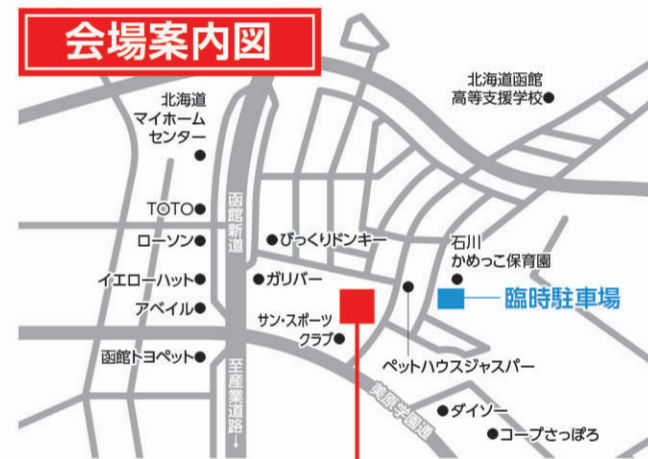 会場案内図
北海道函館
高等支援学校
北海道
マイホーム
センター
TOTO
ローソン
イエローハット
アベイル
函館トヨペット
函館新道
至産業道路→
びっくりドンキー
ガリバー
サン・スポーツ
クラブ
石川
かめっこ保育園
臨時駐車場
ペットハウスジャスパー
美原学園通
ダイソー
コープさっぽろ